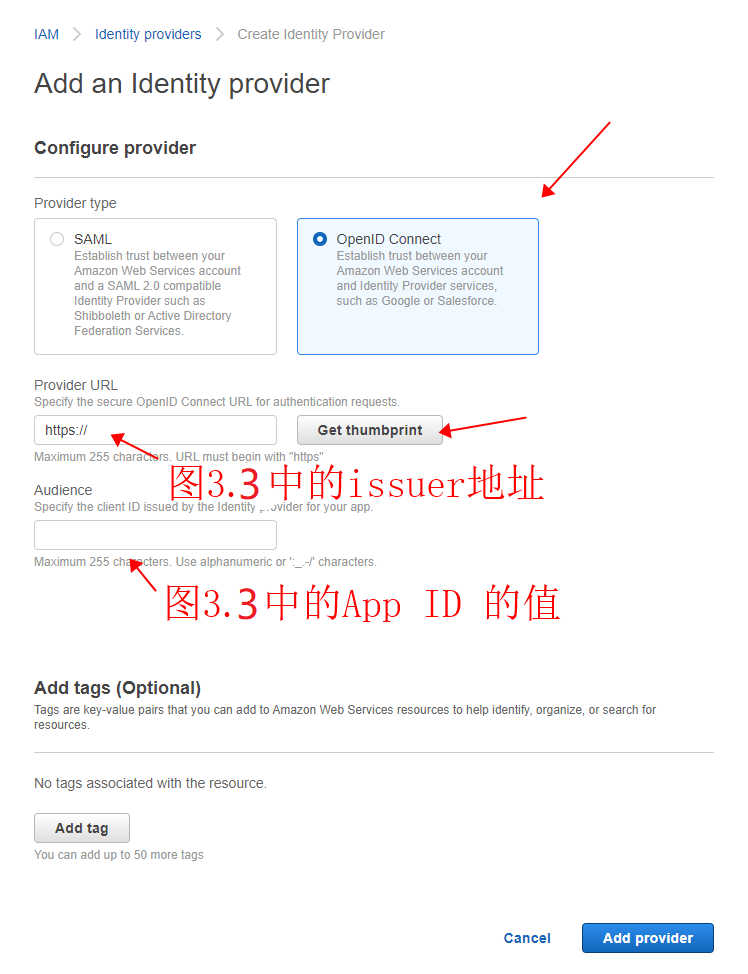 IAM > Identity providers > Create Identity Provider
Add an Identity provider
Configure provider
Provider type
SAML
Establish trust between your
Amazon Web Services account
and a SAML 2.0 compatible
Identity Provider such as
Shibboleth or Active Directory
Federation Services.
OpenID Connect
Establish trust between your
Amazon Web Services account
and Identity Provider services,
such as Google or Salesforce.
Provider URL
Specify the secure OpenID Connect URL for authentication requests.
https://
Get thumbprint
Maximum 255 characters. URL must begin with "https"
图3.3中的issuer地址
Audience
Specify the client ID issued by the Identity provider for your app.
Maximum 255 characters. Use alphanumeric or ':_.-/' characters.
图3.3中的App ID 的值
Add tags (Optional)
Tags are key-value pairs that you can add to Amazon Web Services resources to help identify, organize, or search for
resources.
No tags associated with the resource.
Add tag
You can add up to 50 more tags
Cancel
Add provider